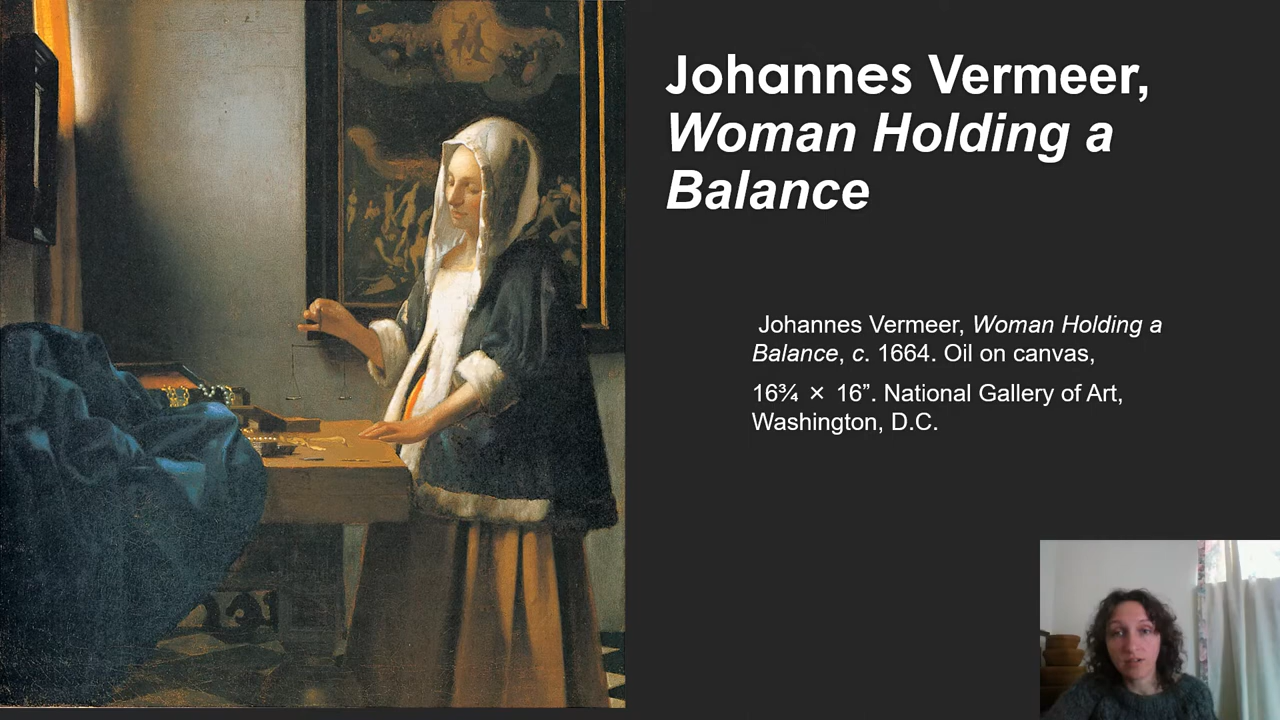 Johannes Vermeer,
Woman Holding a
Balance
Johannes Vermeer, Woman Holding a
Balance, c. 1664. Oil on canvas,
16¾ × 16”. National Gallery of Art,
Washington, D.C.